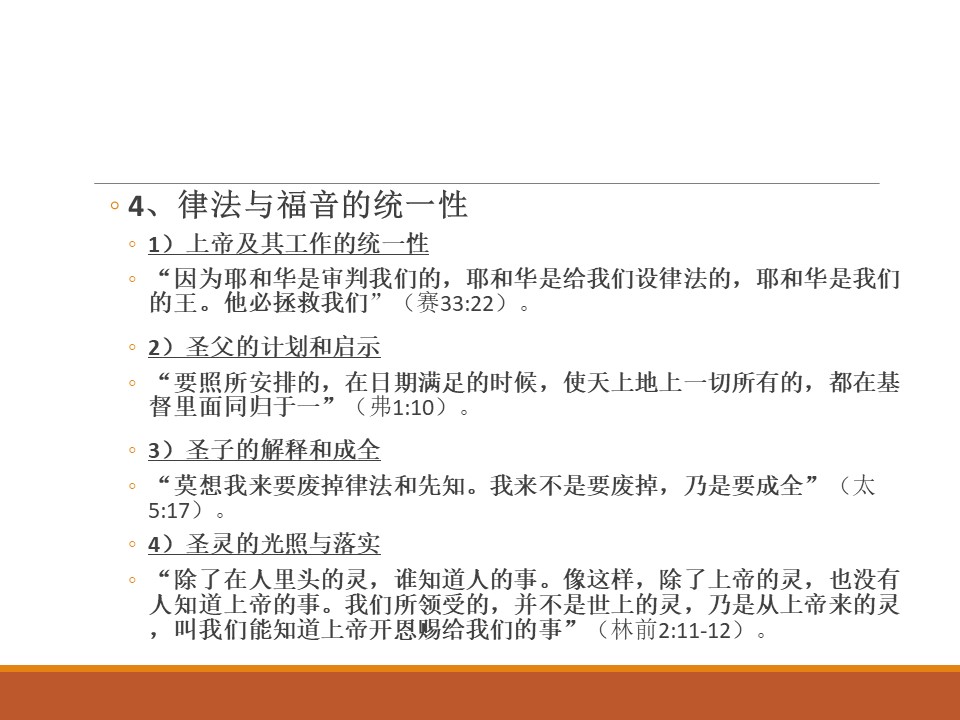 ◦ 4、律法与福音的统一性
◦ 1）上帝及其工作的统一性
◦ “因为耶和华是审判我们的，耶和华是给我们设律法的，耶和华是我们
的王。他必拯救我们”（赛33:22）。
◦ 2）圣父的计划和启示
◦ “要照所安排的，在日期满足的时候，使天上地上一切所有的，都在基
督里面同归于一”（弗1:10）。
◦ 3）圣子的解释和成全
◦ “莫想我来要废掉律法和先知。我来不是要废掉，乃是要成全”（太
5:17）。
◦ 4）圣灵的光照与落实
◦ “除了在人里头的灵，谁知道人的事。像这样，除了上帝的灵，也没有
人知道上帝的事。我们所领受的，并不是世上的灵，乃是从上帝来的灵
，叫我们能知道上帝开恩赐给我们的事”（林前2:11-12）。